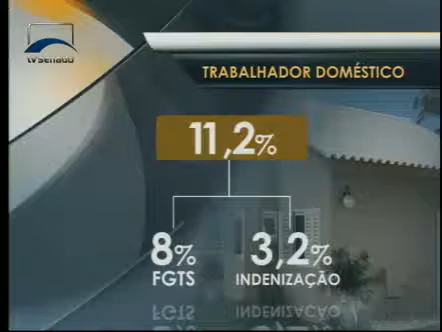 tv Senado
TRABALHADOR DOMÉSTICO
11,2%
8%
FGTS
3,2%
INDENIZAÇÃO